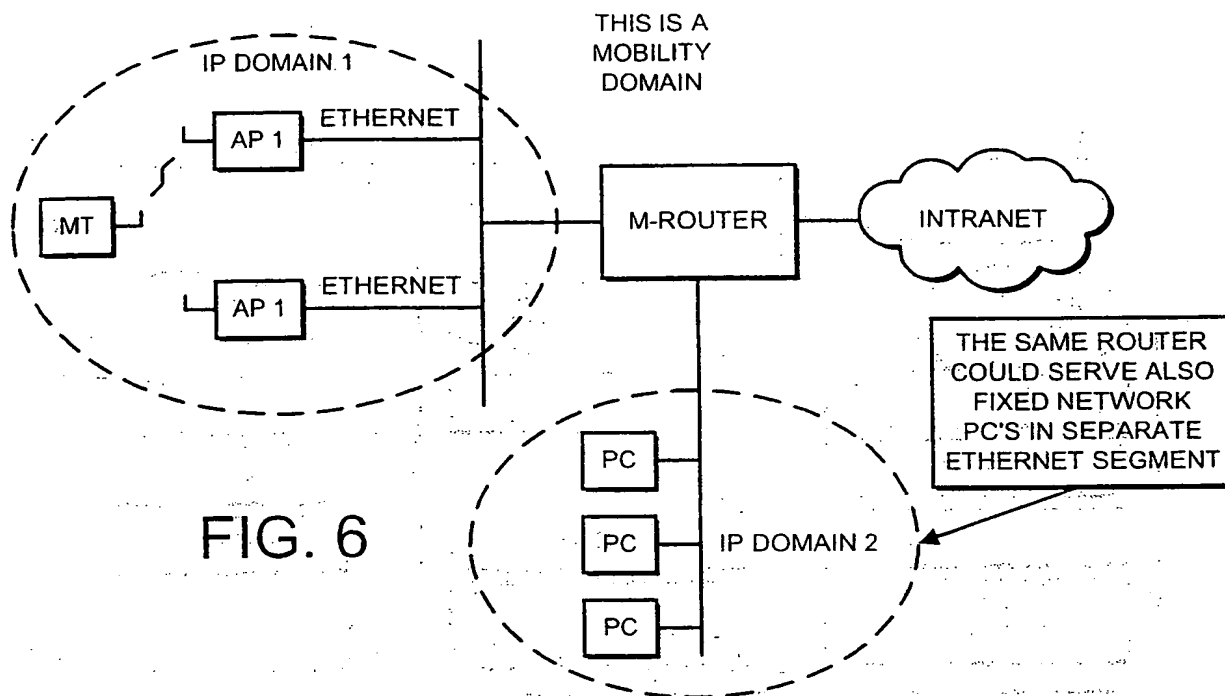 THIS IS A
MOBILITY
DOMAIN
IP DOMAIN 1
AP 1
ETHERNET
MT
M-ROUTER
INTRANET
AP 1
ETHERNET
THE SAME ROUTER
COULD SERVE ALSO
FIXED NETWORK
PC'S IN SEPARATE
ETHERNET SEGMENT
PC
PC
IP DOMAIN 2
PC
FIG. 6